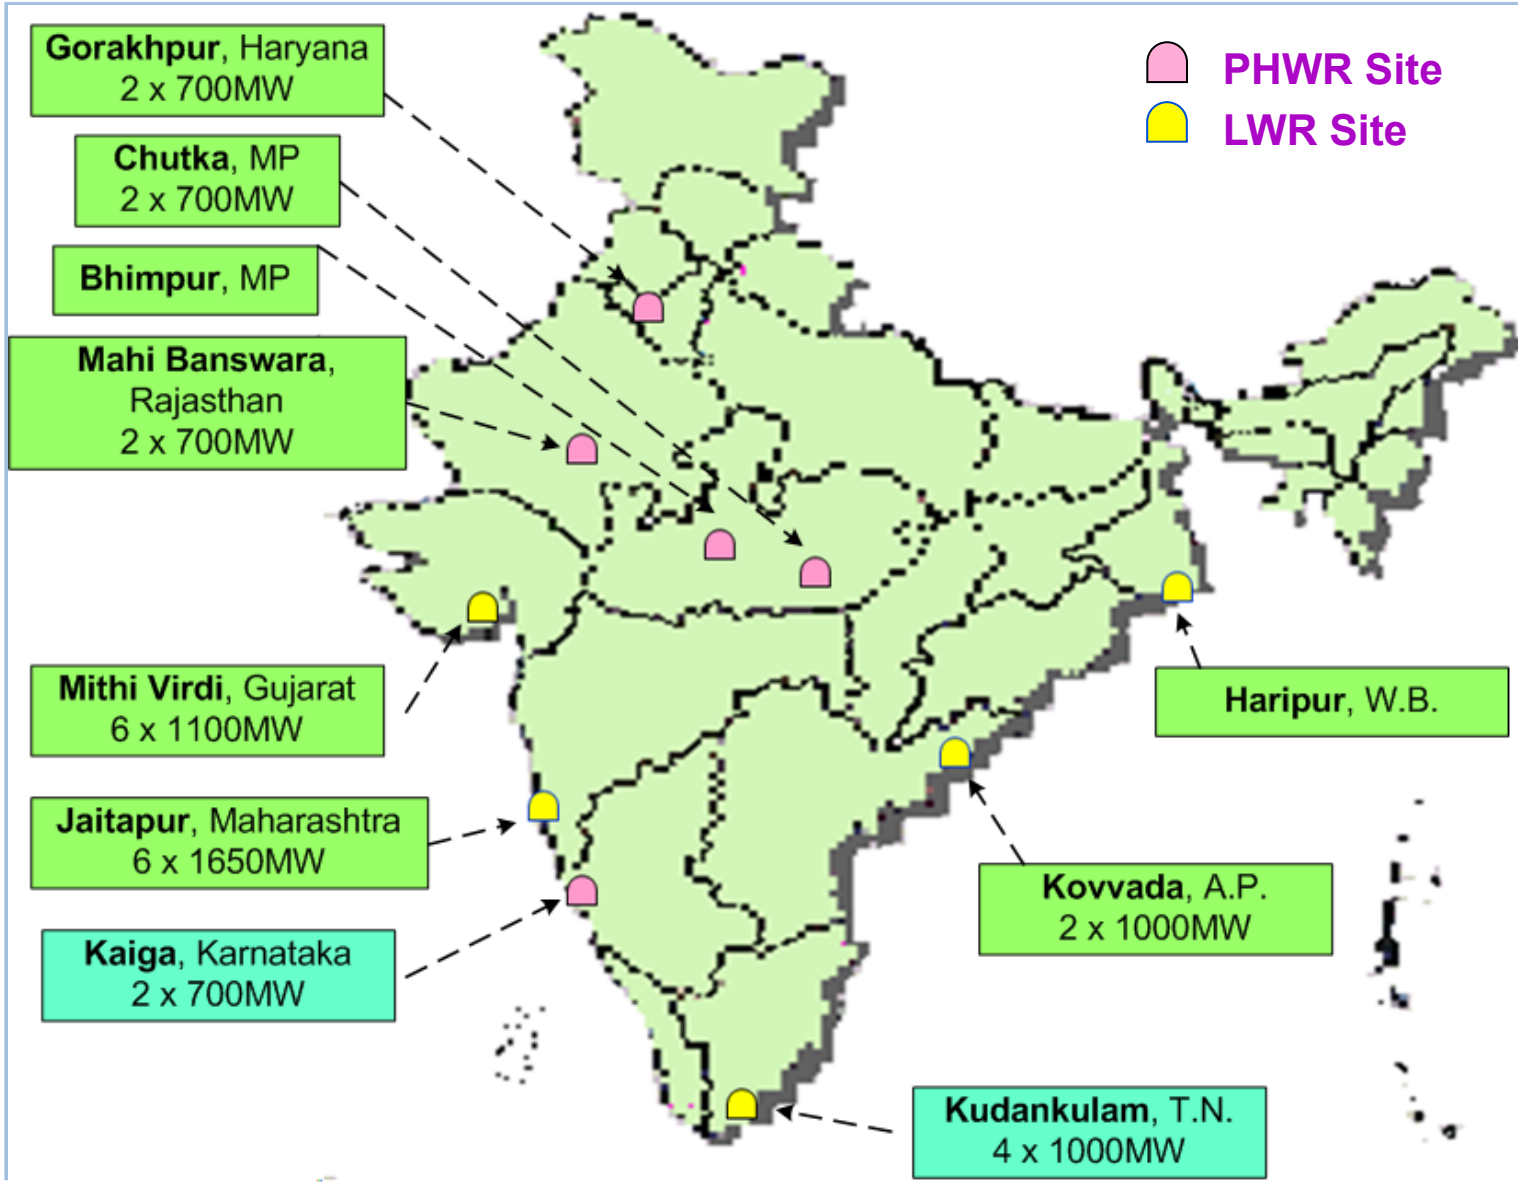 Gorakhpur, Haryana
2 x 700MW
Chutka, MP
2 x 700MW
Bhimpur, MP
Mahi Banswara,
Rajasthan
2 x 700MW
Mithi Virdi, Gujarat
6 x 1100MW
Jaitapur, Maharashtra
6 x 1650MW
Kaiga, Karnataka
2 x 700MW
PHWR Site
LWR Site
Haripur, W.B.
Kovvada, A.P.
2 x 1000MW
Kudankulam, T.N.
4 x 1000MW